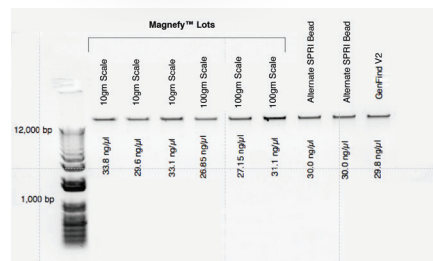 Magnefy™ Lots
10gm Scale
10gm Scale
10gm Scale
100gm Scale
100gm Scale
100gm Scale
Alternate SPRI Bead
Alternate SPRI Bead
GenFind V2
12,000 bp
33.8 ng/µl
29.6 ng/µl
33.1 ng/µl
26.85 ng/µl
27.15 ng/µl
31.1 ng/µl
30.0 ng/µl
30.0 ng/µl
29.8 ng/µl
1,000 bp